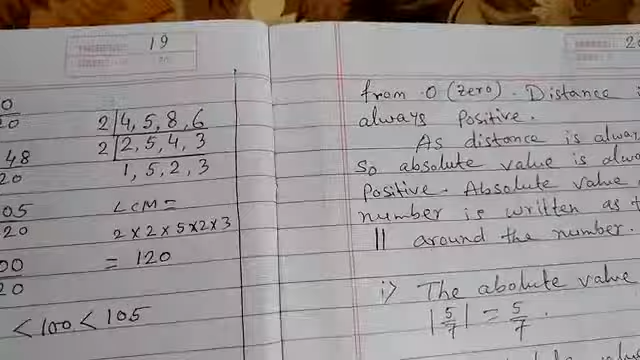 19
0
20
48
20
05
20
00
20
2 4, 5, 8, 6
2 2, 5, 4, 3
1, 5, 2, 3
LCM =
2 × 2 × 5 × 2 × 3
= 120
< 100 < 105
from 0 (zero). Distance
always positive.
As distance is
So absolute value is
Positive. Absolute value
number is written as
|| around the number.
i) The abolute value
|5/7| = 5/7.